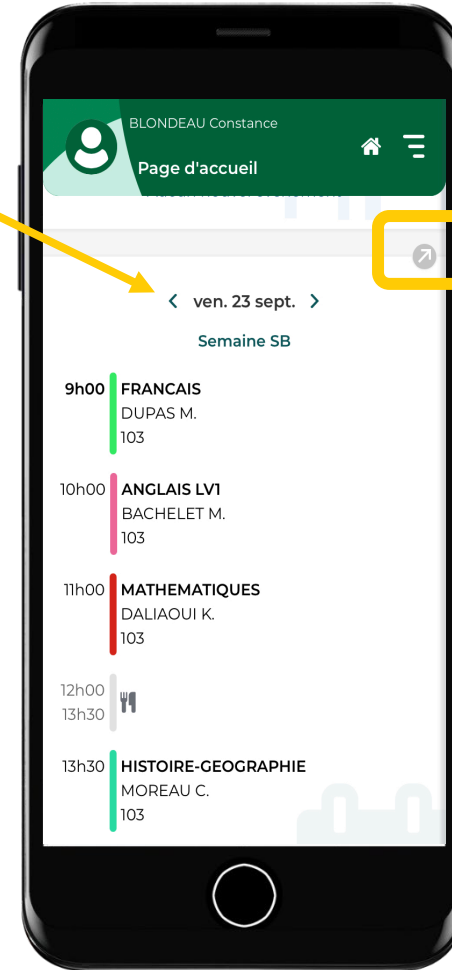 BLONDEAU Constance
Page d'accueil
ven. 23 sept.
Semaine SB
9h00 FRANCAIS
DUPAS M.
103
10h00 ANGLAIS LV1
BACHELET M.
103
11h00 MATHEMATIQUES
DALIAOUI K.
103
12h00
13h30
13h30 HISTOIRE-GEOGRAPHIE
MOREAU C.
103